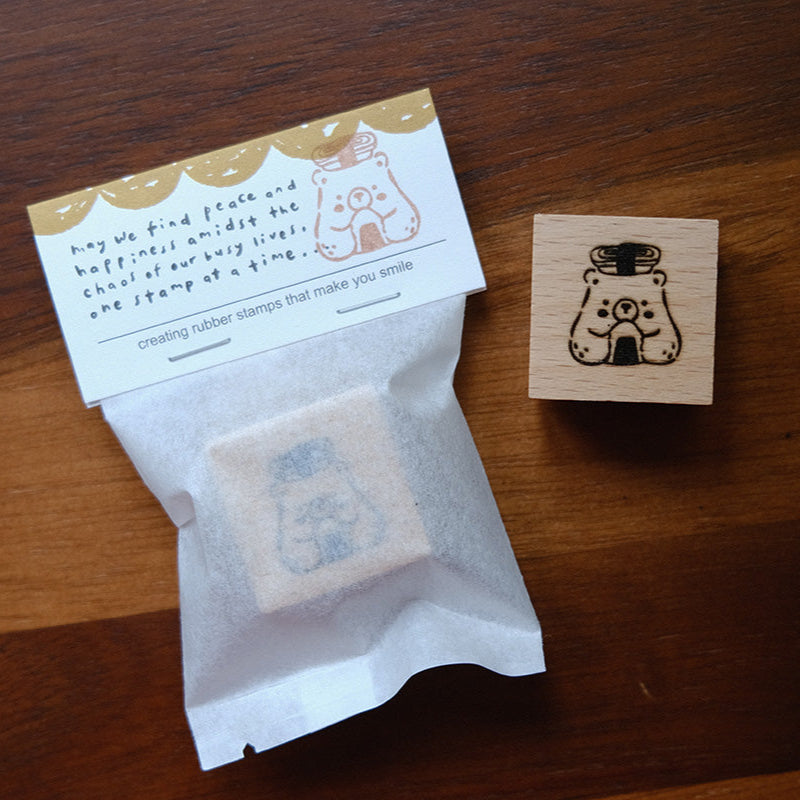 may we find peace and
happiness amidst the
chaos of our busy lives,
one stamp at a time..
creating rubber stamps that make you smile